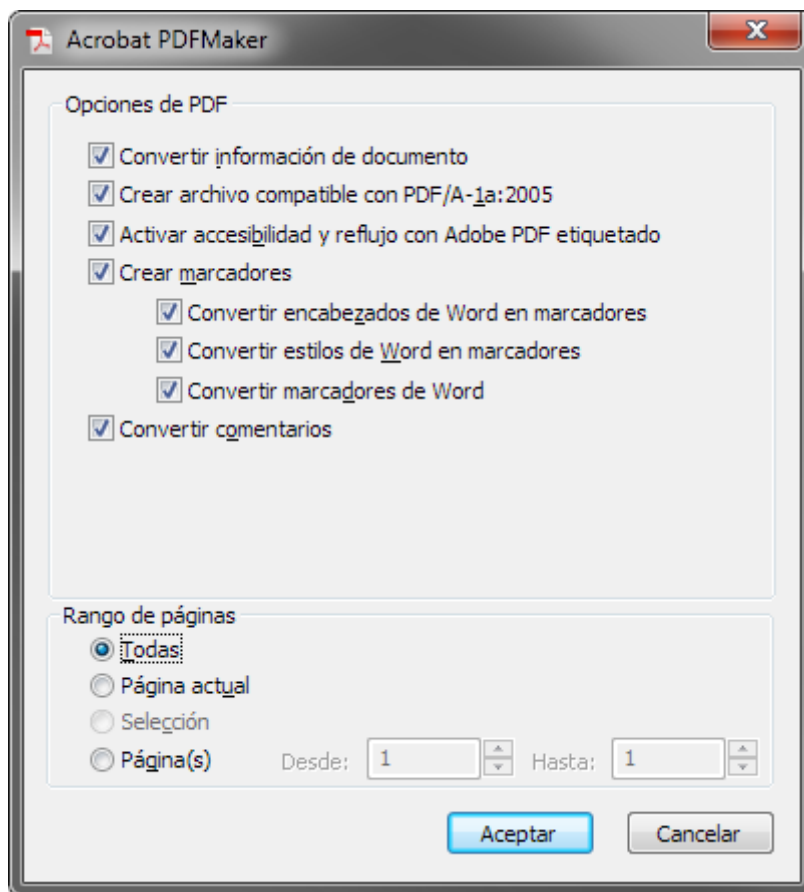 Acrobat PDFMaker
Opciones de PDF
Convertir información de documento
Crear archivo compatible con PDF/A-1a:2005
Activar accesibilidad y reflujo con Adobe PDF etiquetado
Crear marcadores
Convertir encabezados de Word en marcadores
Convertir estilos de Word en marcadores
Convertir marcadores de Word
Convertir comentarios
Rango de páginas
Todas
Página actual
Selección
Página(s) Desde: 1 Hasta: 1
Aceptar Cancelar